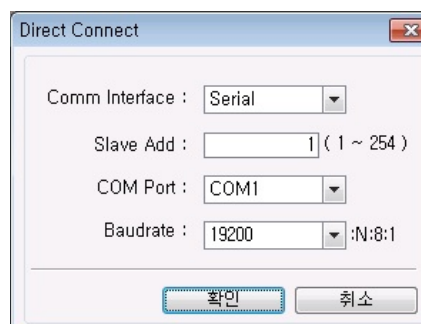 Direct Connect
Comm Interface : Serial
Slave Add : 1 ( 1 ~ 254 )
COM Port : COM1
Baudrate : 19200 :N:8:1
확인 취소